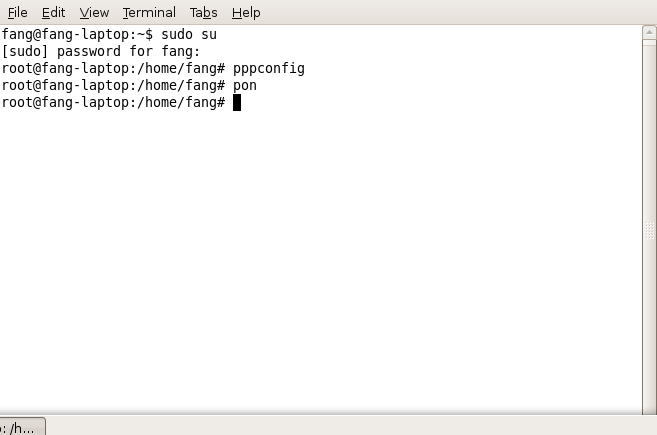 File Edit View Terminal Tabs Help
fang@fang-laptop:~$ sudo su
[sudo] password for fang:
root@fang-laptop:/home/fang# pppconfig
root@fang-laptop:/home/fang# pon
root@fang-laptop:/home/fang#
: /h...